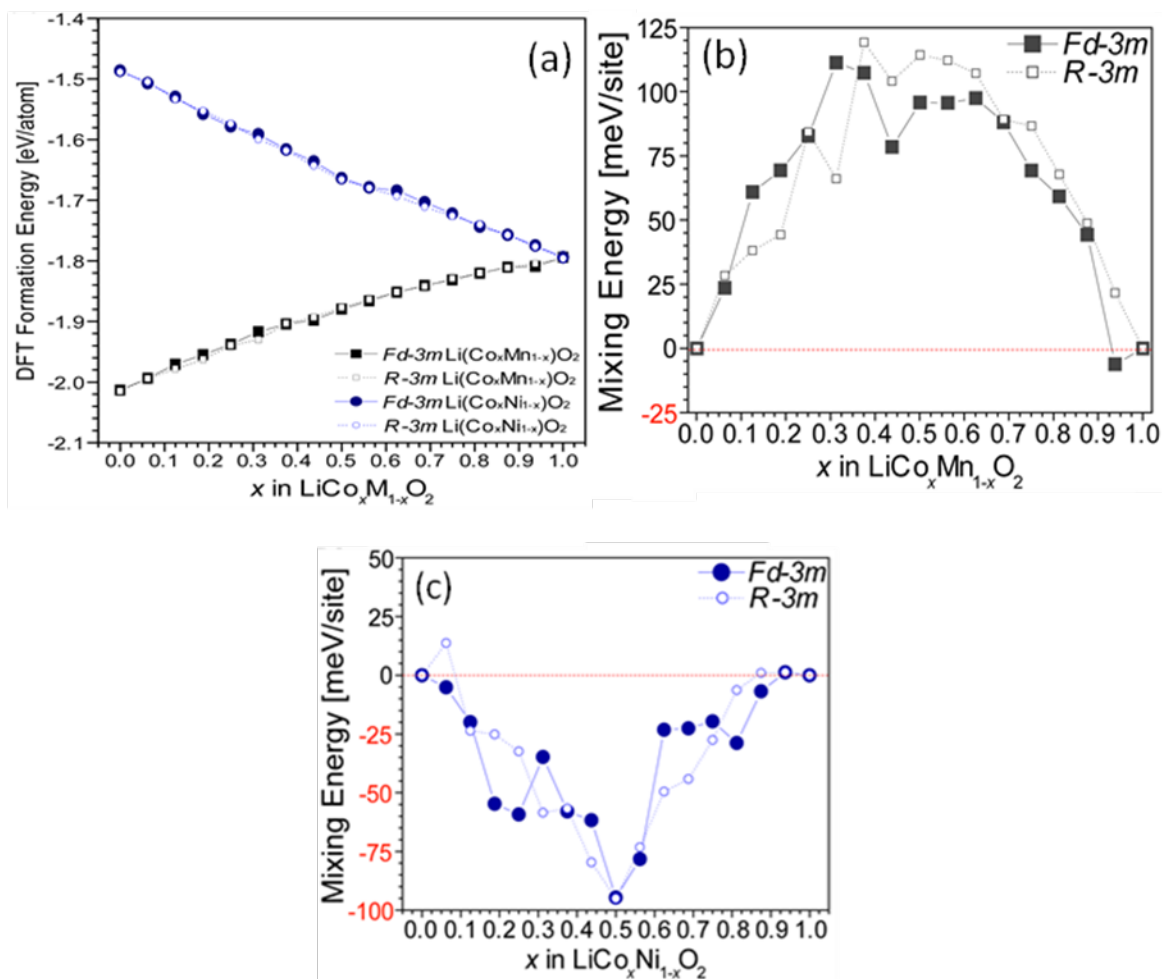 (a)
DFT Formation Energy [eV/atom]
-1.4
-1.5
-1.6
-1.7
-1.8
-1.9
-2.0
-2.1
Fd-3m Li(CoxMn1-x)O2
R-3m Li(CoxMn1-x)O2
Fd-3m Li(CoxNi1-x)O2
R-3m Li(CoxNi1-x)O2
0.0 0.1 0.2 0.3 0.4 0.5 0.6 0.7 0.8 0.9 1.0
x in LiCoxM1-xO2
(b)
Fd-3m
R-3m
Mixing Energy [meV/site]
125
100
75
50
25
0
-25
0.0 0.1 0.2 0.3 0.4 0.5 0.6 0.7 0.8 0.9 1.0
x in LiCoxMn1-xO2
(c)
Fd-3m
R-3m
Mixing Energy [meV/site]
50
25
0
-25
-50
-75
-100
0.0 0.1 0.2 0.3 0.4 0.5 0.6 0.7 0.8 0.9 1.0
x in LiCoxNi1-xO2